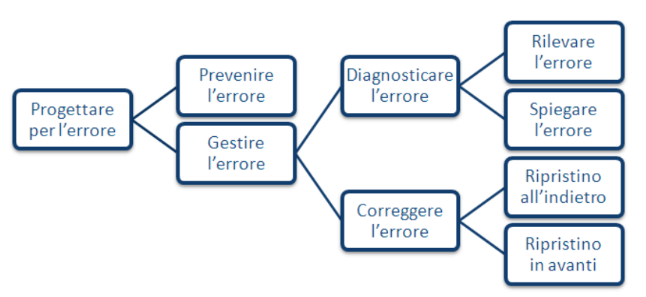 Progettare
per l'errore
Prevenire
l'errore
Gestire
l'errore
Diagnosticare
l'errore
Correggere
l'errore
Rilevare
l'errore
Spiegare
l'errore
Ripristino
all'indietro
Ripristino
in avanti